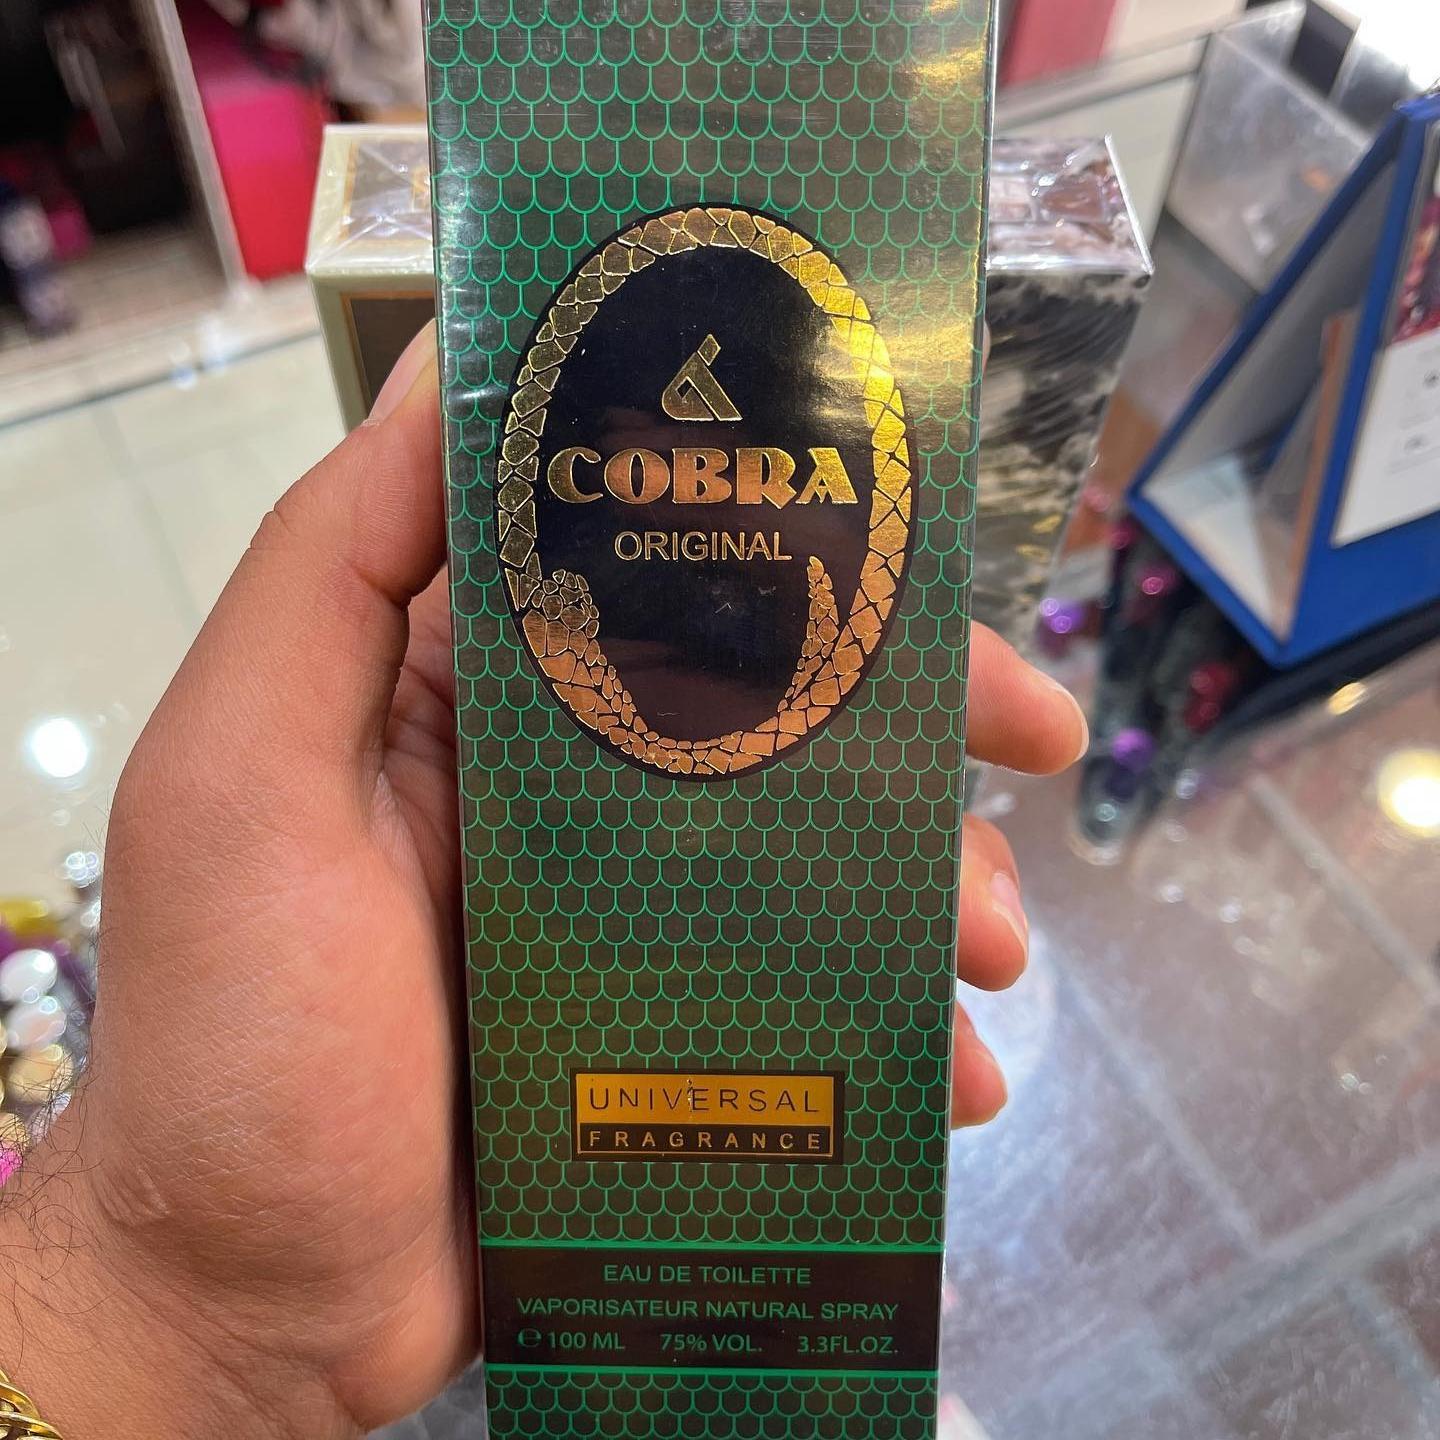 COBRA
ORIGINAL
UNIVERSAL
FRAGRANCE
EAU DE TOILETTE
VAPORISATEUR NATURAL SPRAY
℮ 100 ML 75% VOL. 3.3FL.OZ.